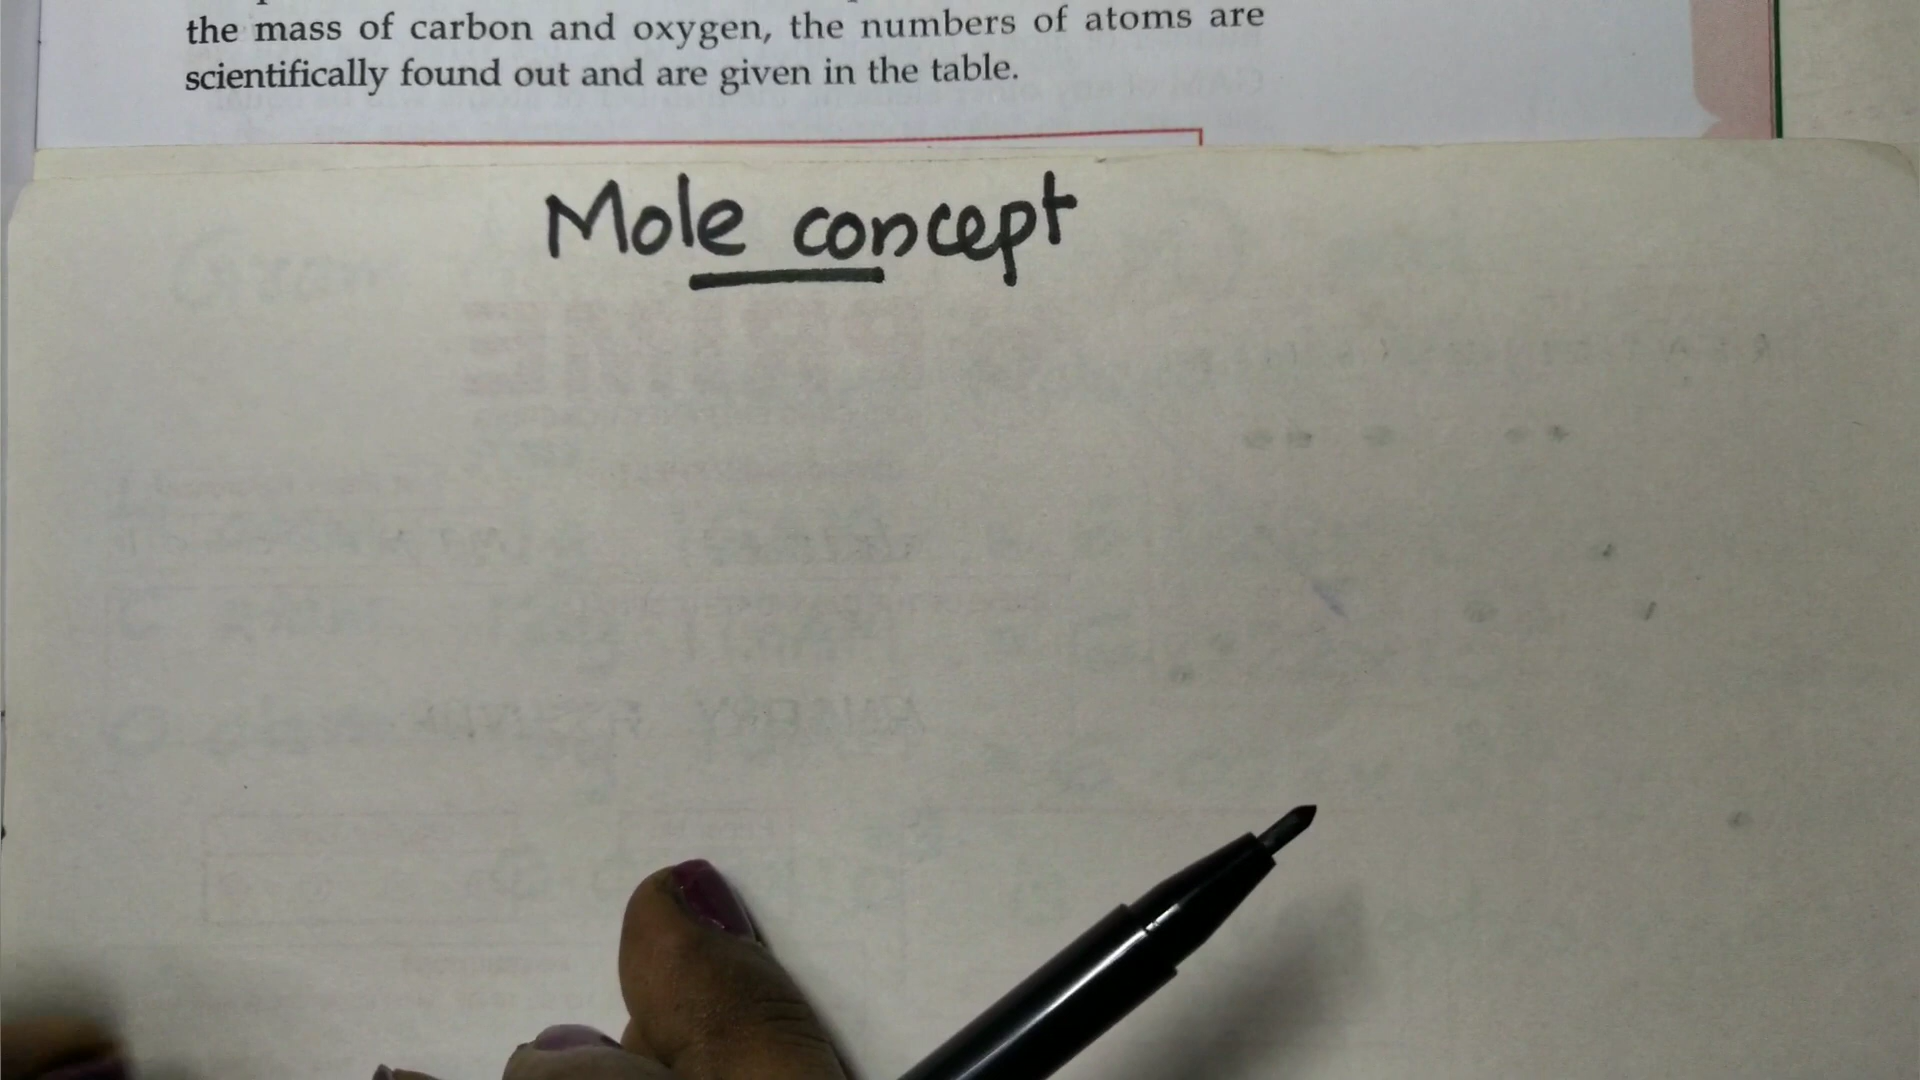 the mass of carbon and oxygen, the numbers of atoms are
scientifically found out and are given in the table.
Mole concept